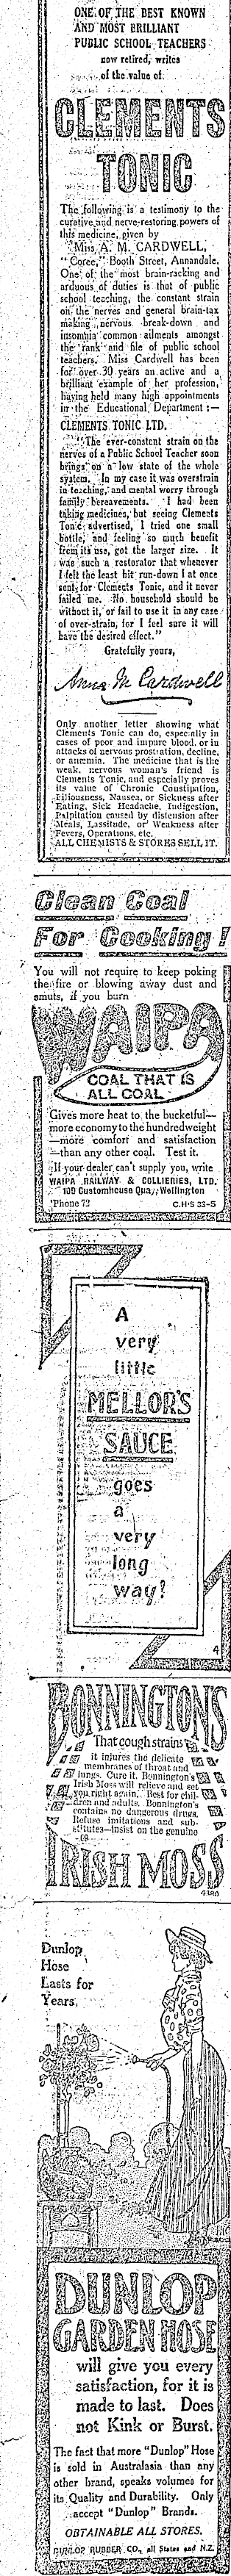 ONE OF THE BEST KNOWN
AND MOST BRILLIANT
PUBLIC SCHOOL TEACHERS
now retired, writes
of the value of
CLEMENTS
TONIC
The following is a testimony to the
curative and nerve-restoring powers of
this medicine, given by
Miss A. M. CARDWELL,
"Coree," Booth Street, Annandale.
One of the most brain-racking and
arduous of duties is that of public
school teaching, the constant strain
on the nerves and general brain-tax
making nervous break-down and
insomnia common ailments amongst
the rank and file of public school
teachers. Miss Cardwell has been
for over 30 years an active and a
brilliant example of her profession,
having held many high appointments
in the Educational Department:—
CLEMENTS TONIC LTD.
"The ever-constant strain on the
nerves of a Public School Teacher soon
brings on a low state of the whole
system. In my case it was overstrain
in teaching, and mental worry through
family bereavements. I had been
taking medicines, but seeing Clements
Tonic advertised, I tried one small
bottle, and feeling so much benefit
from its use, got the larger size. It
was such a restorator that whenever
I felt the least bit run-down I at once
sent for Clements Tonic, and it never
failed me. No household should be
without it, or fail to use it in any case
of over-strain, for I feel sure it will
have the desired effect."
Gratefully yours,
Anna M Cardwell
Only another letter showing what
Clements Tonic can do, especially in
cases of poor and impure blood, or in
attacks of nervous prostration, decline,
or anemia. The medicine that is the
weak, nervous woman's friend is
Clements Tonic, and especially proves
its value of Chronic Constipation,
Biliousness, Nausea, or Sickness after
Eating, Sick Headache, Indigestion,
Palpitation caused by distension after
Meals, Lassitude, or Weakness after
Fevers, Operations, etc.
ALL CHEMISTS & STORES SELL IT.
Clean Coal
For Cooking!
You will not require to keep poking
the fire or blowing away dust and
smuts, if you burn
WAIPA
COAL THAT IS
ALL COAL
Gives more heat to the bucketful—
more economy to the hundredweight
—more comfort and satisfaction
—than any other coal. Test it.
If your dealer can't supply you, write
WAIPA RAILWAY & COLLIERIES, LTD.
109 Customhouse Quay, Wellington
'Phone 72 C.H.S 33-5
A
very
little
MELLOR'S
SAUCE
goes
a
very
long
way!
4
BONNINGTON'S
That cough strains
it injures the delicate
membranes of throat and
lungs. Cure it. Bonnington's
Irish Moss will relieve and set
you right again. Best for chil-
dren and adults. Bonnington's
contains no dangerous drugs.
Refuse imitations and sub-
stitutes—insist on the genuine
IRISH MOSS
Dunlop
Hose
Lasts for
Years.
DUNLOP
GARDEN HOSE
will give you every
satisfaction, for it is
made to last. Does
not Kink or Burst.
The fact that more "Dunlop" Hose
is sold in Australasia than any
other brand, speaks volumes for
its Quality and Durability. Only
accept "Dunlop" Brands.
OBTAINABLE ALL STORES.
DUNLOP RUBBER CO., all States and N.Z.